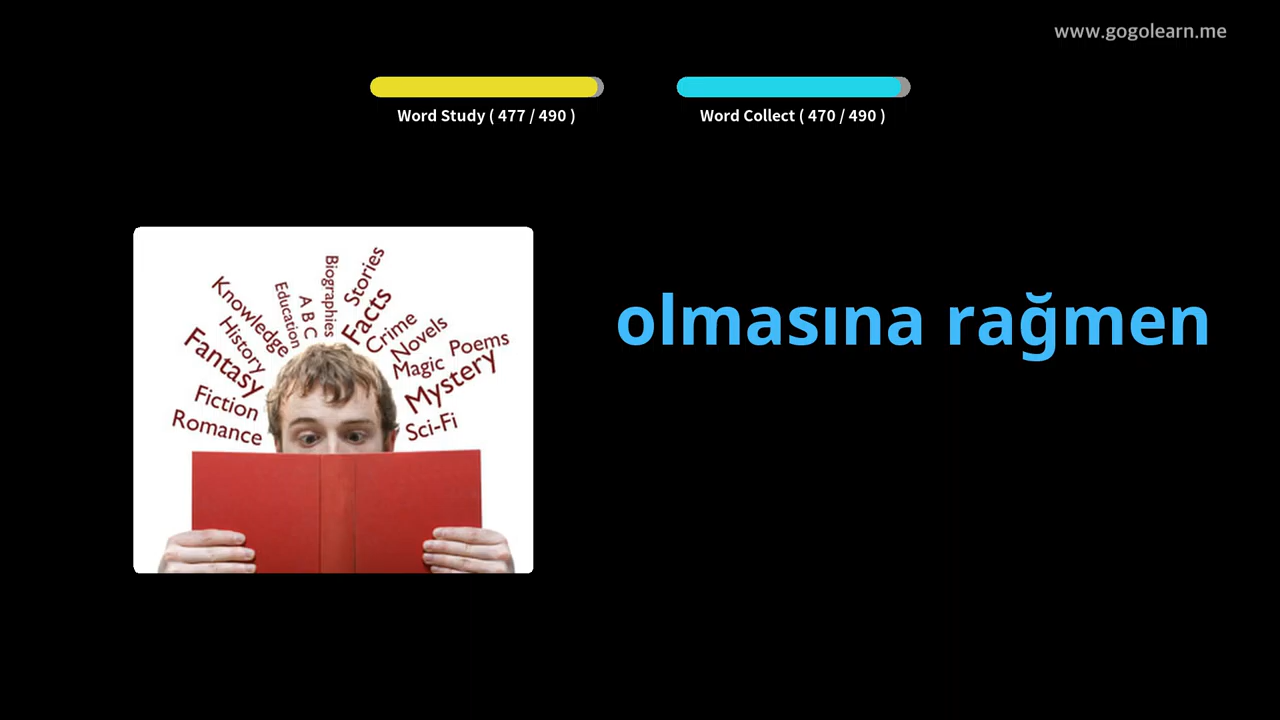 www.gogolearn.me
Word Study ( 477 / 490 )
Word Collect ( 470 / 490 )
olmasına rağmen
Biographies
Stories
Education
A B C
Facts
Knowledge
History
Crime
Novels
Fantasy
Magic
Poems
Mystery
Fiction
Romance
Sci-Fi